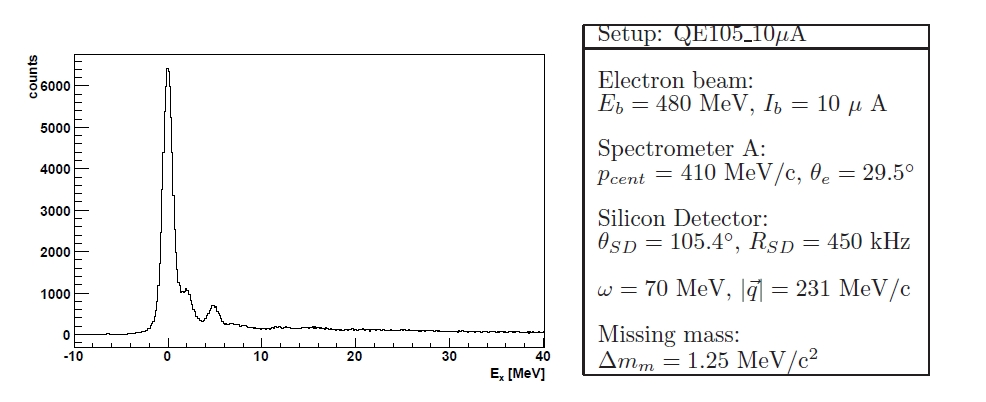 counts
6000
5000
4000
3000
2000
1000
0
-10 0 10 20 30 40
Ex [MeV]
Setup: QE105_10μA
Electron beam:
E_b = 480 MeV, I_b = 10 μ A
Spectrometer A:
p_cent = 410 MeV/c, θ_e = 29.5°
Silicon Detector:
θ_SD = 105.4°, R_SD = 450 kHz
ω = 70 MeV, |q⃗| = 231 MeV/c
Missing mass:
Δm_m = 1.25 MeV/c²